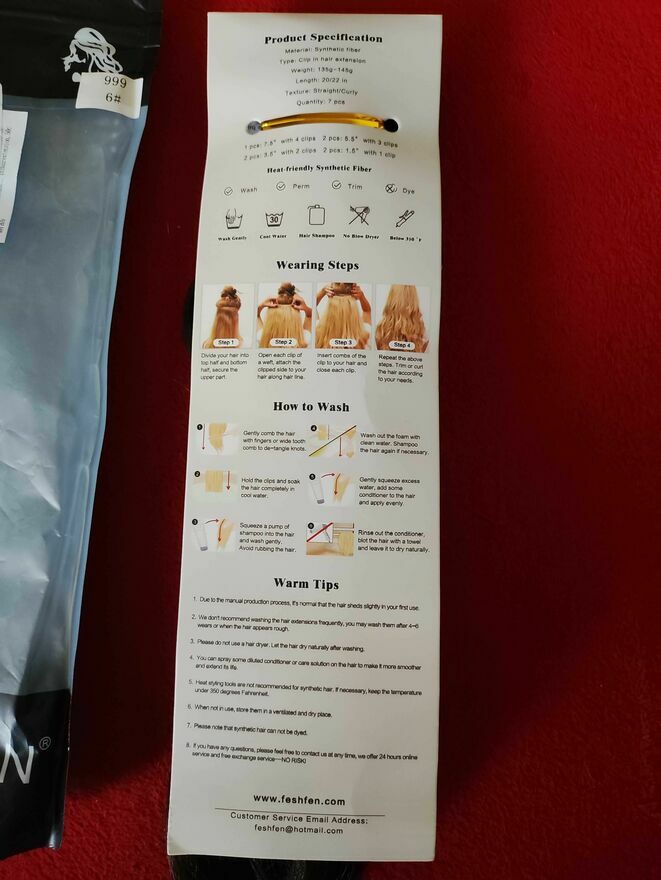 999
6#
N®
Product Specification
Material: Synthetic fiber
Type: Clip in hair extension
Weight: 135g-145g
Length: 20/22 in
Texture: Straight/Curly
Quantity: 7 pcs
1 pcs: 7.5" with 4 clips 2 pcs: 5.5" with 3 clips
2 pcs: 3.5" with 2 clips 2 pcs: 1.5" with 1 clip
Heat-friendly Synthetic Fiber
Wash Perm Trim Dye
30
Wash Gently Cool Water Hair Shampoo No Blow Dryer Below 350 °F
Wearing Steps
Step 1 Step 2 Step 3 Step 4
Divide your hair into
top half and bottom
half, secure the
upper part.
Open each clip of
a weft, attach the
clipped side to your
hair along hair line.
Insert combs of the
clip to your hair and
close each clip.
Repeat the above
steps. Trim or curl
the hair according
to your needs.
How to Wash
1
Gently comb the hair
with fingers or wide tooth
comb to de-tangle knots.
4
Wash out the foam with
clean water. Shampoo
the hair again if necessary.
2
Hold the clips and soak
the hair completely in
cool water.
5
Gently squeeze excess
water, add some
conditioner to the hair
and apply evenly.
3
Squeeze a pump of
shampoo into the hair
and wash gently.
Avoid rubbing the hair.
6
Rinse out the conditioner,
blot the hair with a towel
and leave it to dry naturally.
Warm Tips
1. Due to the manual production process, it's normal that the hair sheds slightly in your first use.
2. We don't recommend washing the hair extensions frequently, you may wash them after 4-6
wears or when the hair appears rough.
3. Please do not use a hair dryer. Let the hair dry naturally after washing.
4. You can spray some diluted conditioner or care solution on the hair to make it more smoother
and extend its life.
5. Heat styling tools are not recommended for synthetic hair. If necessary, keep the temperature
under 350 degrees Fahrenheit.
6. When not in use, store them in a ventilated and dry place.
7. Please note that synthetic hair can not be dyed.
8. If you have any questions, please feel free to contact us at any time, we offer 24 hours online
service and free exchange service—NO RISK!
www.feshfen.com
Customer Service Email Address:
feshfen@hotmail.com